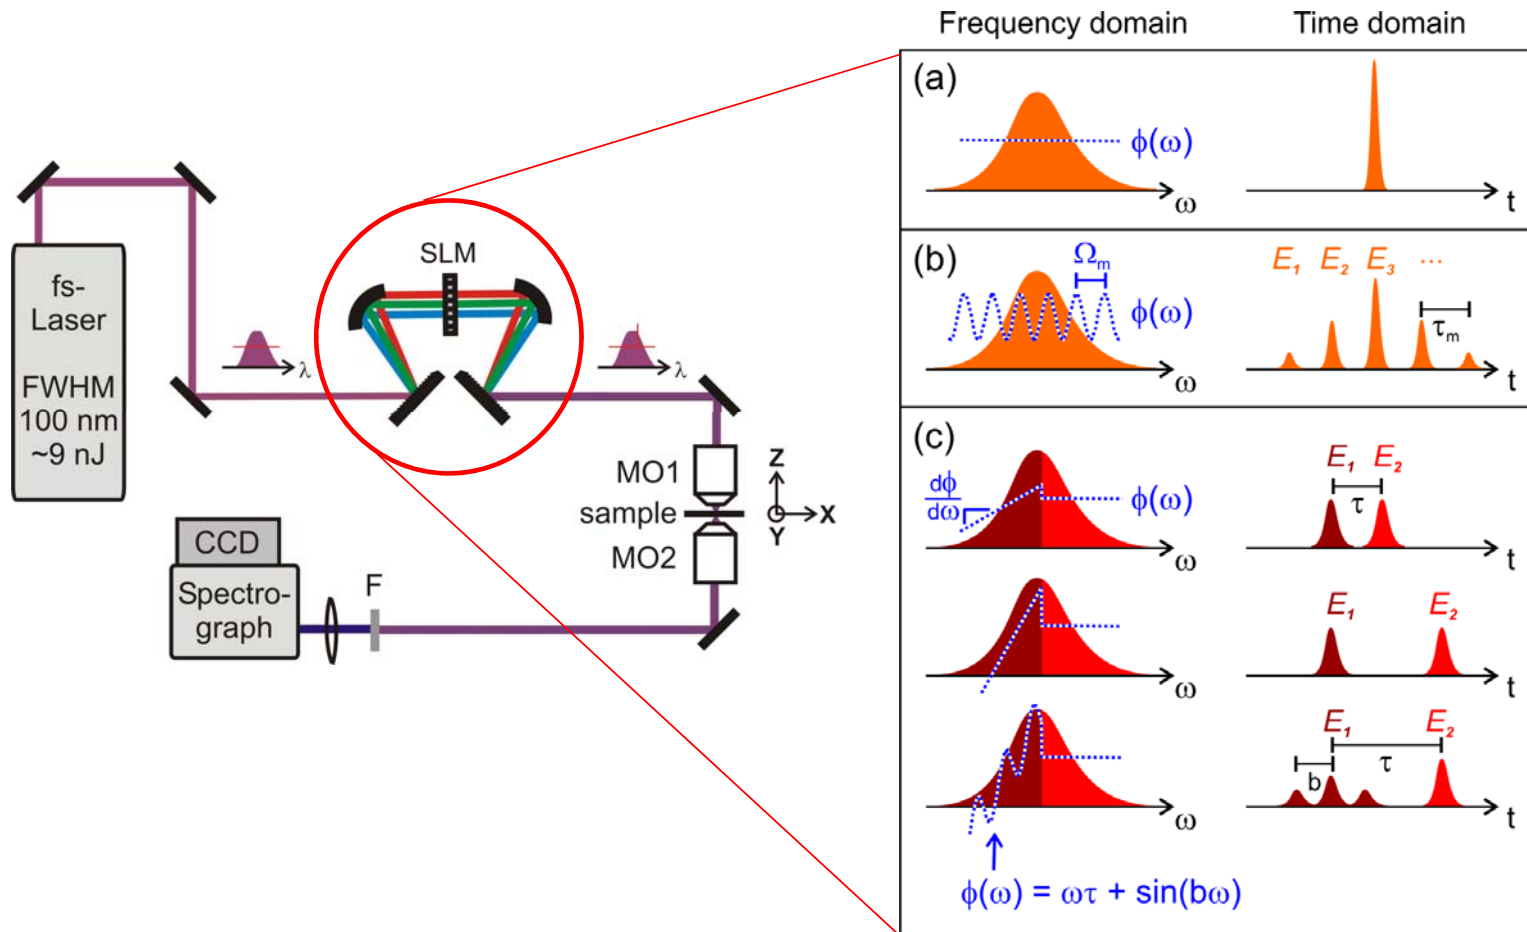 Frequency domain
Time domain
fs-
Laser
FWHM
100 nm
~9 nJ
λ
SLM
λ
MO1
sample
MO2
Z
X
Y
CCD
Spectro-
graph
F
(a)
ϕ(ω)
ω
t
(b)
Ωm
ϕ(ω)
ω
E1 E2 E3 ...
τm
t
(c)
dϕ
dω
ϕ(ω)
ω
E1 E2
τ
t
ω
E1 E2
t
ω
E1 E2
b
τ
t
ϕ(ω) = ωτ + sin(bω)